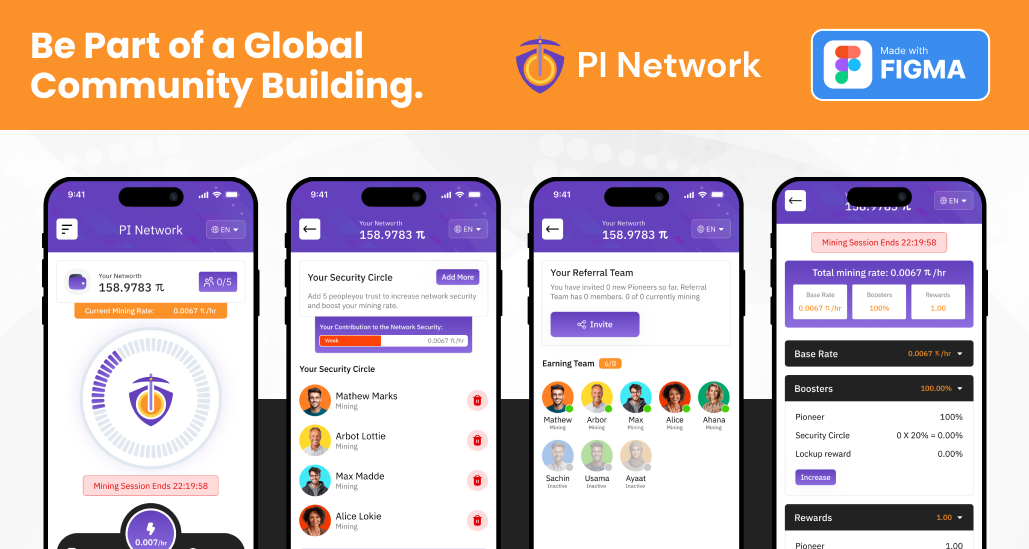 Be Part of a Global
Community Building.
PI Network
Made with
FIGMA
9:41
PI Network
EN
Your Networth
158.9783 π
0/5
Current Mining Rate: 0.0067 π/hr
Mining Session Ends 22:19:58
0.007/hr
9:41
Your Networth
158.9783 π
EN
Your Security Circle
Add More
Add 5 peopleyou trust to increase network security
and boost your mining rate.
Your Contribution to the Network Security:
Weak 0.0067 π/hr
Your Security Circle
Mathew Marks
Mining
Arbot Lottie
Mining
Max Madde
Mining
Alice Lokie
Mining
9:41
Your Networth
158.9783 π
EN
Your Referral Team
You have invited 0 new Pioneers so far. Referral
Team has 0 members. 0 of 0 currently mining
Invite
Earning Team 5/8
Mathew Arbor Max Alice Ahana
Mining Mining Mining Mining Mining
Sachin Usama Ayaat
Inactive Inactive Inactive
158.9783 π
EN
Mining Session Ends 22:19:58
Total mining rate: 0.0067 π/hr
Base Rate Boosters Rewards
0.0067 π/hr 100% 1.00
Base Rate 0.0067 π/hr
Boosters 100.00%
Pioneer 100%
Security Circle 0 X 20% = 0.00%
Lockup reward 0.00%
Increase
Rewards 1.00
Pioneer 1.00